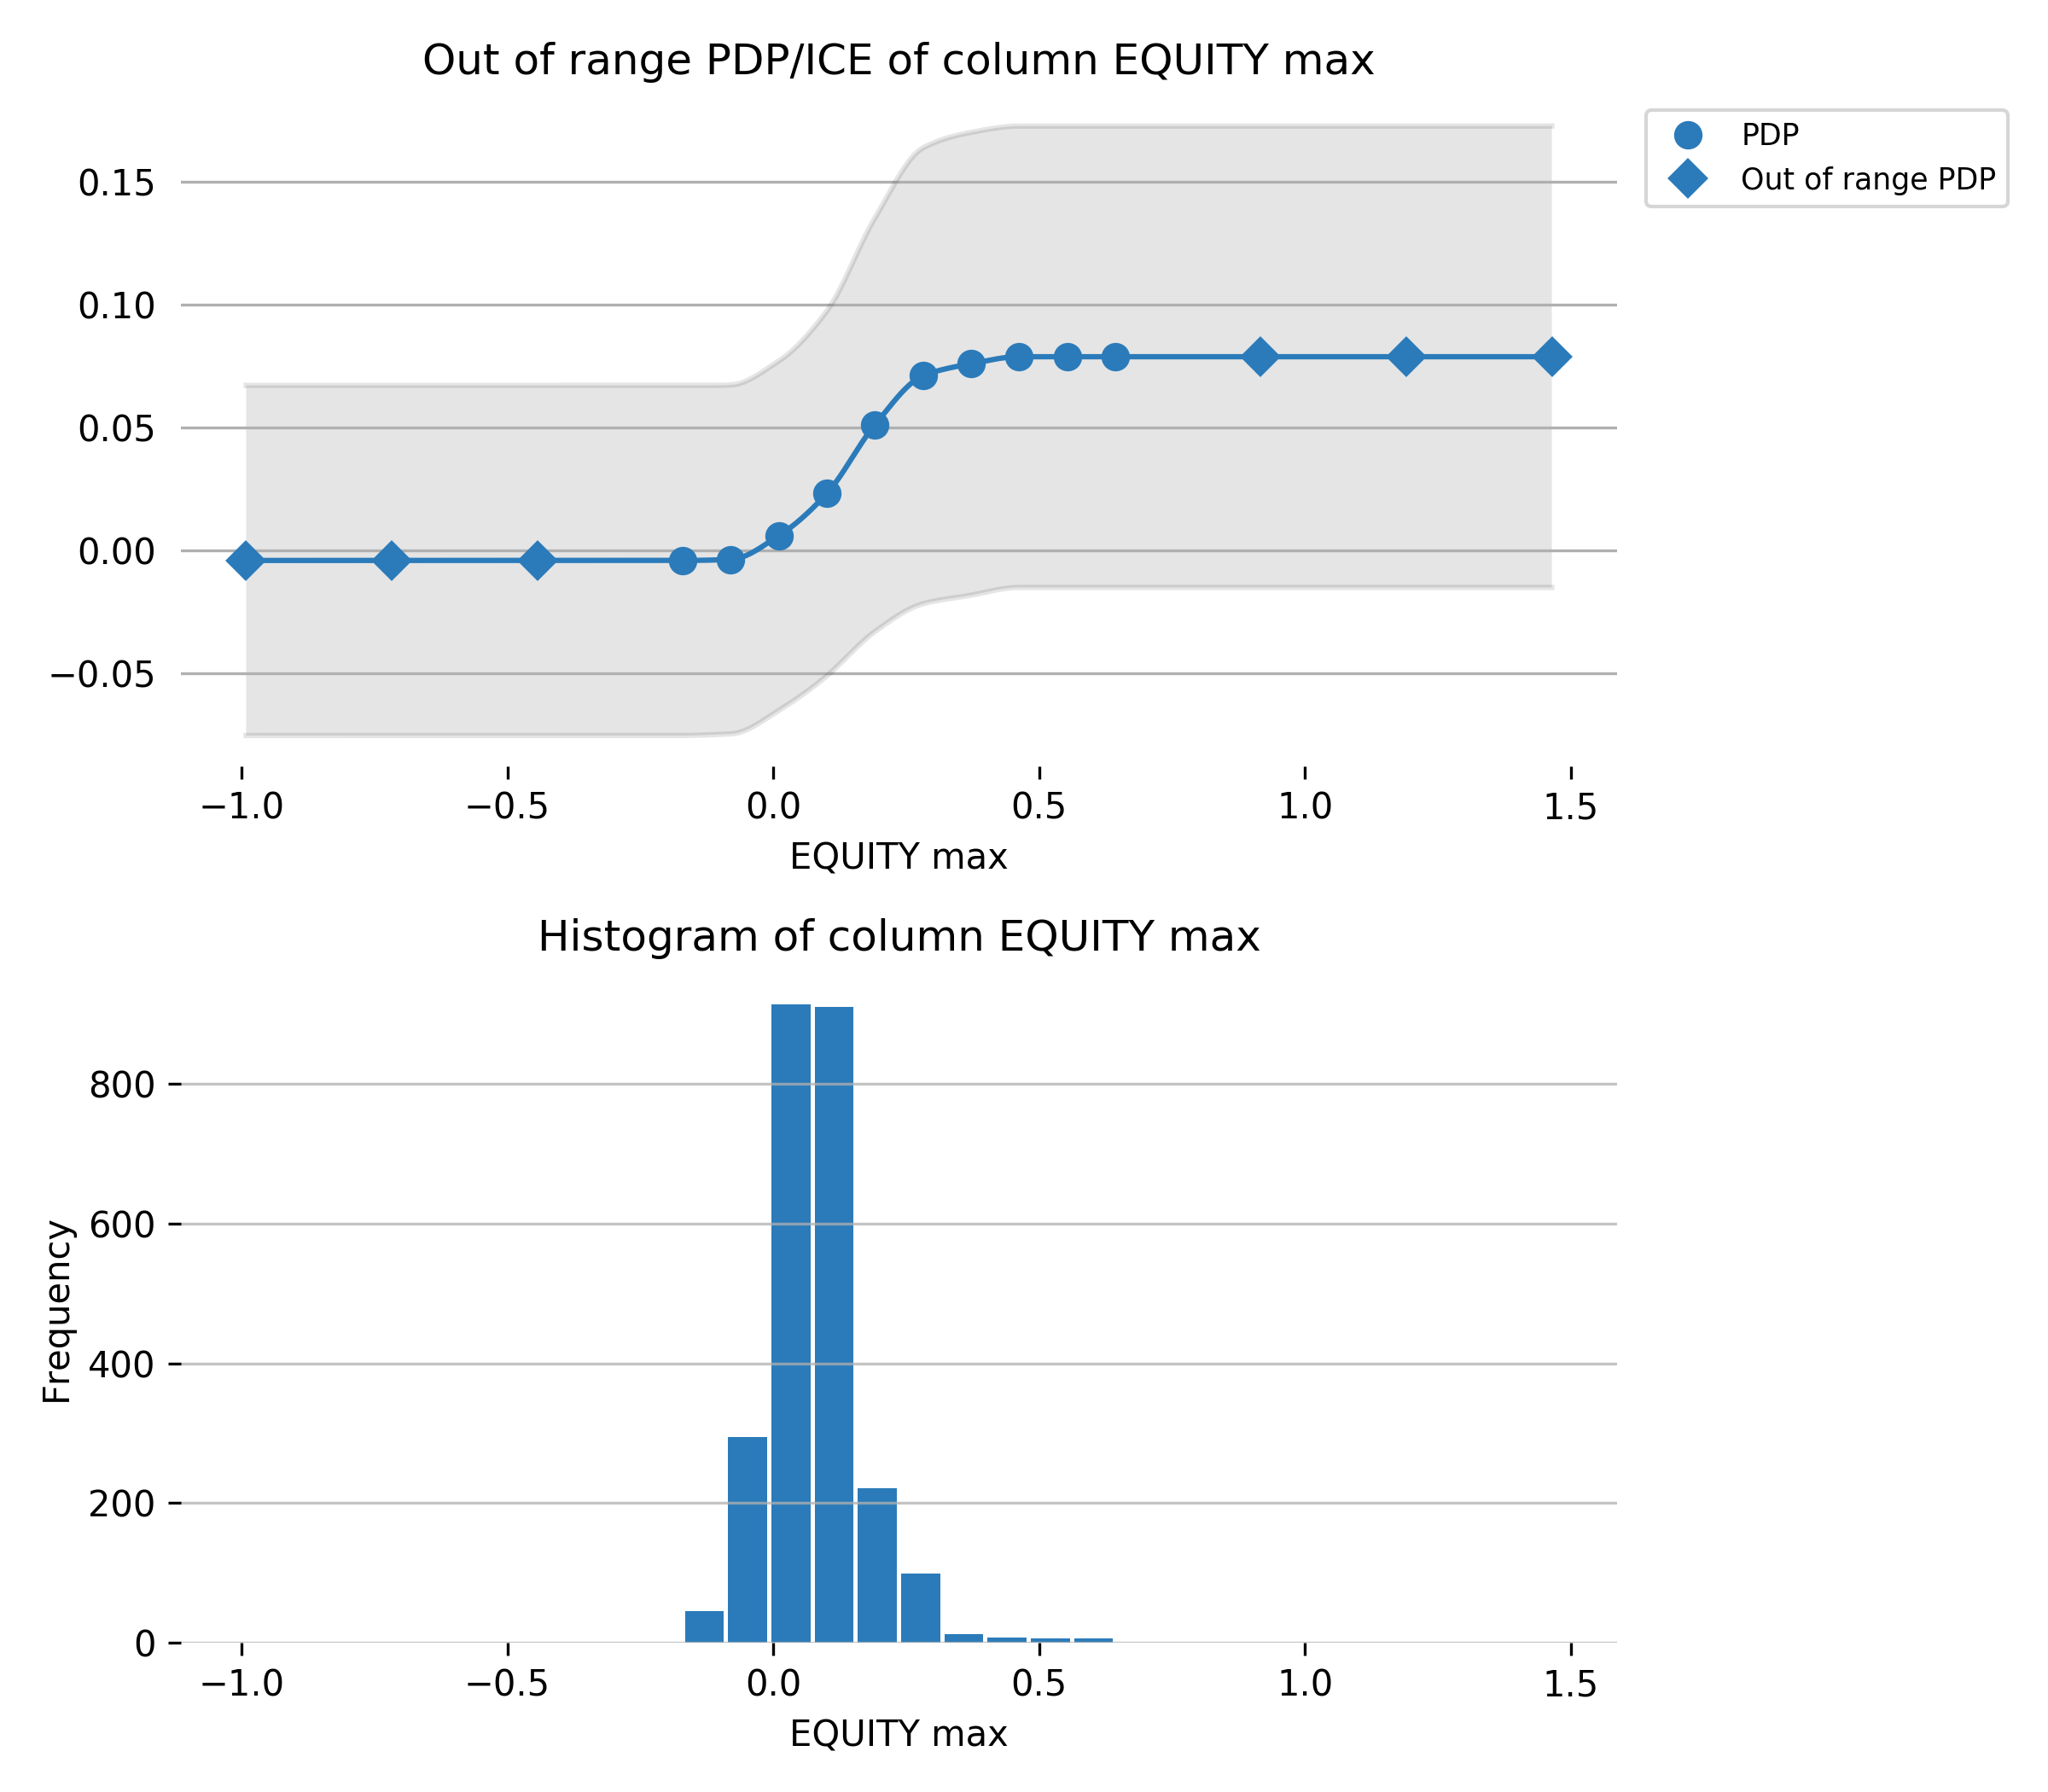 Out of range PDP/ICE of column EQUITY max
PDP
Out of range PDP
0.15
0.10
0.05
0.00
−0.05
−1.0 −0.5 0.0 0.5 1.0 1.5
EQUITY max
Histogram of column EQUITY max
Frequency
800
600
400
200
0
−1.0 −0.5 0.0 0.5 1.0 1.5
EQUITY max